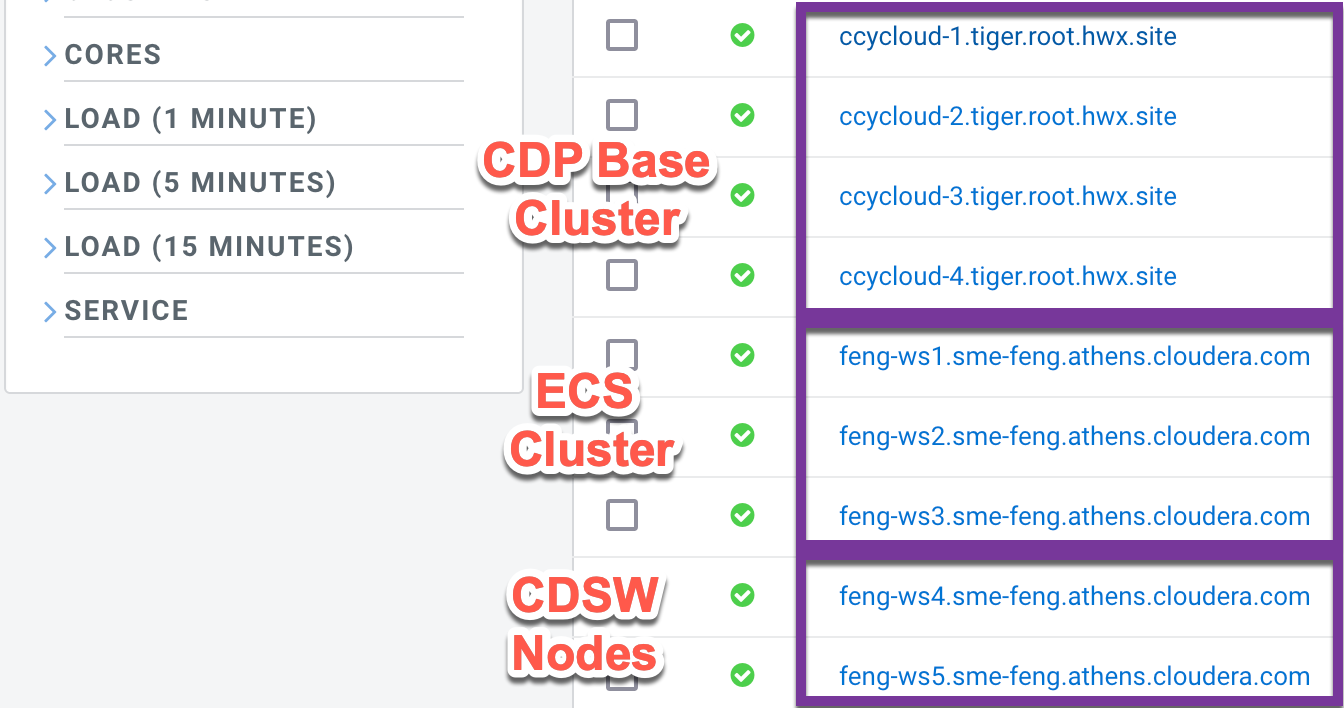 CORES
LOAD (1 MINUTE)
LOAD (5 MINUTES)
LOAD (15 MINUTES)
SERVICE
CDP Base
Cluster
ccycloud-1.tiger.root.hwx.site
ccycloud-2.tiger.root.hwx.site
ccycloud-3.tiger.root.hwx.site
ccycloud-4.tiger.root.hwx.site
ECS
Cluster
feng-ws1.sme-feng.athens.cloudera.com
feng-ws2.sme-feng.athens.cloudera.com
feng-ws3.sme-feng.athens.cloudera.com
CDSW
Nodes
feng-ws4.sme-feng.athens.cloudera.com
feng-ws5.sme-feng.athens.cloudera.com